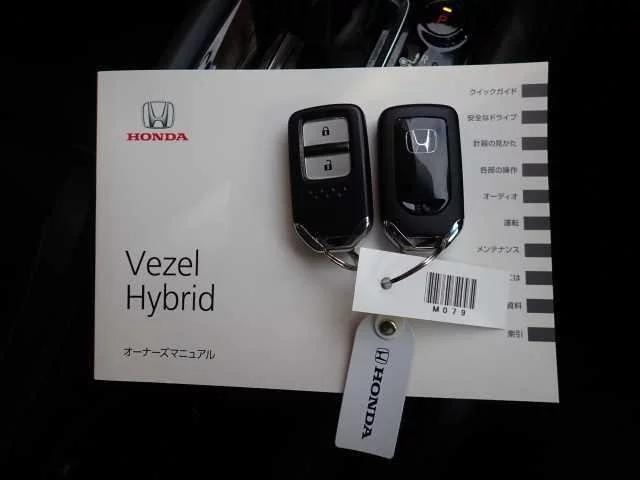 P
HONDA
Vezel
Hybrid
オーナーズマニュアル
クイックガイド
安全なドライブ
計器の見かた
各部の操作
オーディオ
運転
メンテナンス
には
資料
索引
M079
HONDA